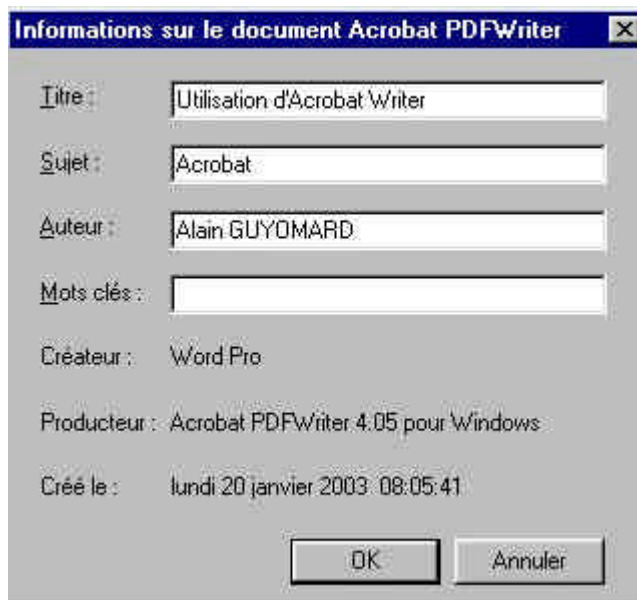 Informations sur le document Acrobat PDFWriter
Titre : Utilisation d'Acrobat Writer
Sujet : Acrobat
Auteur : Alain GUYOMARD
Mots clés :
Créateur : Word Pro
Producteur : Acrobat PDFWriter 4.05 pour Windows
Créé le : lundi 20 janvier 2003 08:05:41
OK Annuler